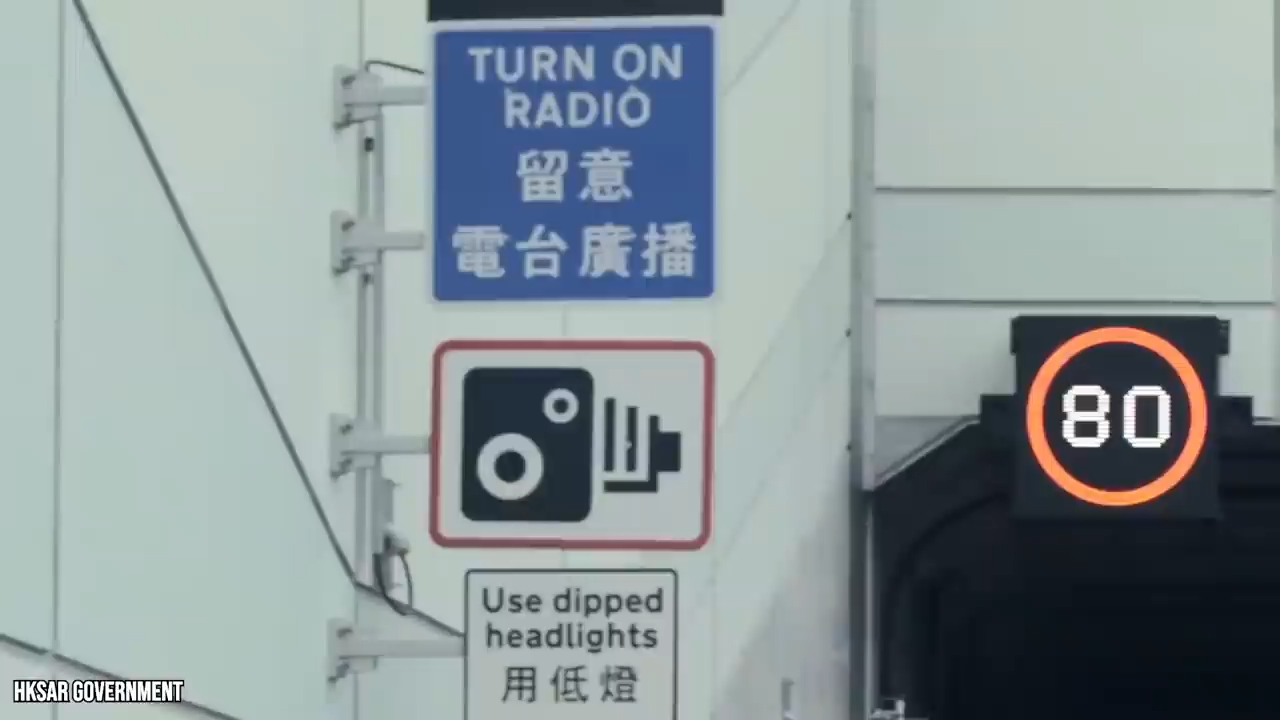 TURN ON
RADIO
留意
電台廣播
80
Use dipped
headlights
用低燈
HKSAR GOVERNMENT